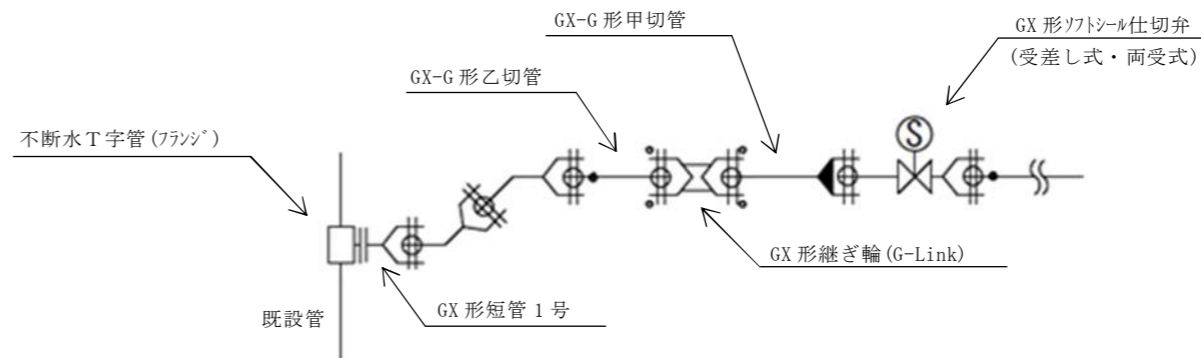 GX-G 形甲切管
GX 形ｿﾌﾄｼｰﾙ仕切弁
(受差し式・両受式)
GX-G 形乙切管
不断水Ｔ字管(ﾌﾗﾝｼﾞ)
S
GX 形継ぎ輪(G-Link)
既設管
GX 形短管 1 号